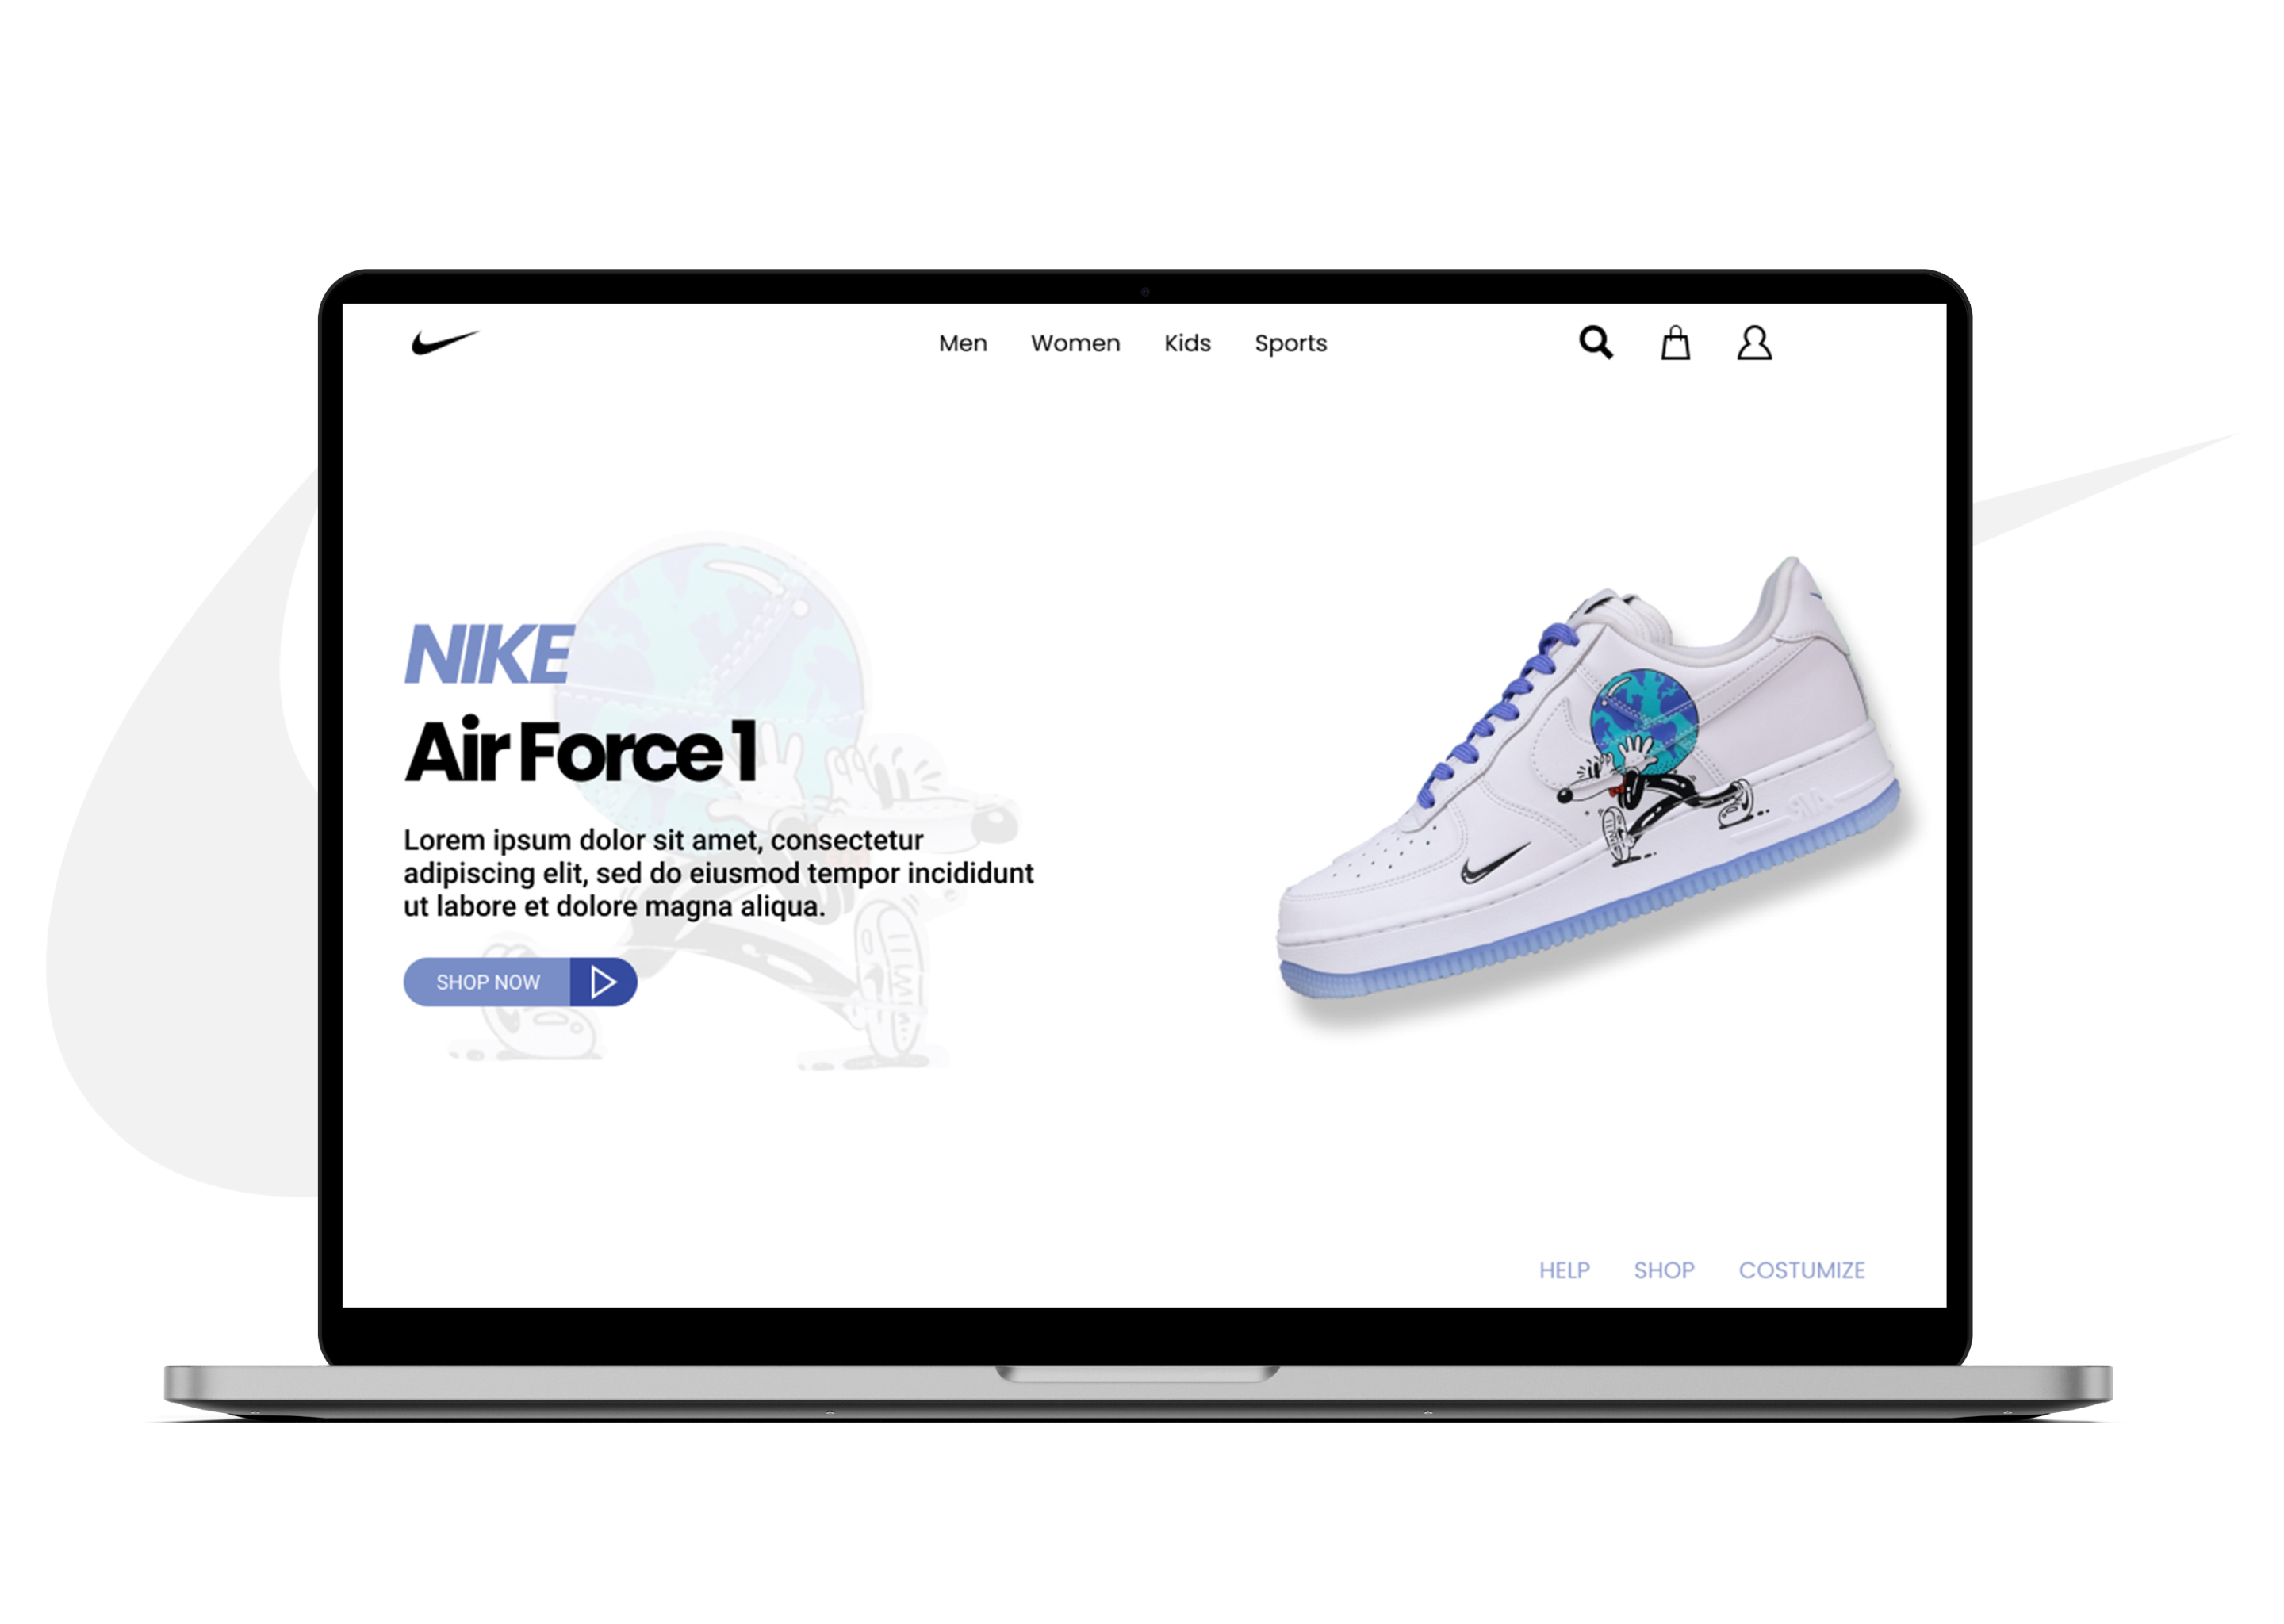 Men Women Kids Sports
NIKE
Air Force 1
Lorem ipsum dolor sit amet, consectetur
adipiscing elit, sed do eiusmod tempor incididunt
ut labore et dolore magna aliqua.
SHOP NOW
AIR
HELP SHOP COSTUMIZE